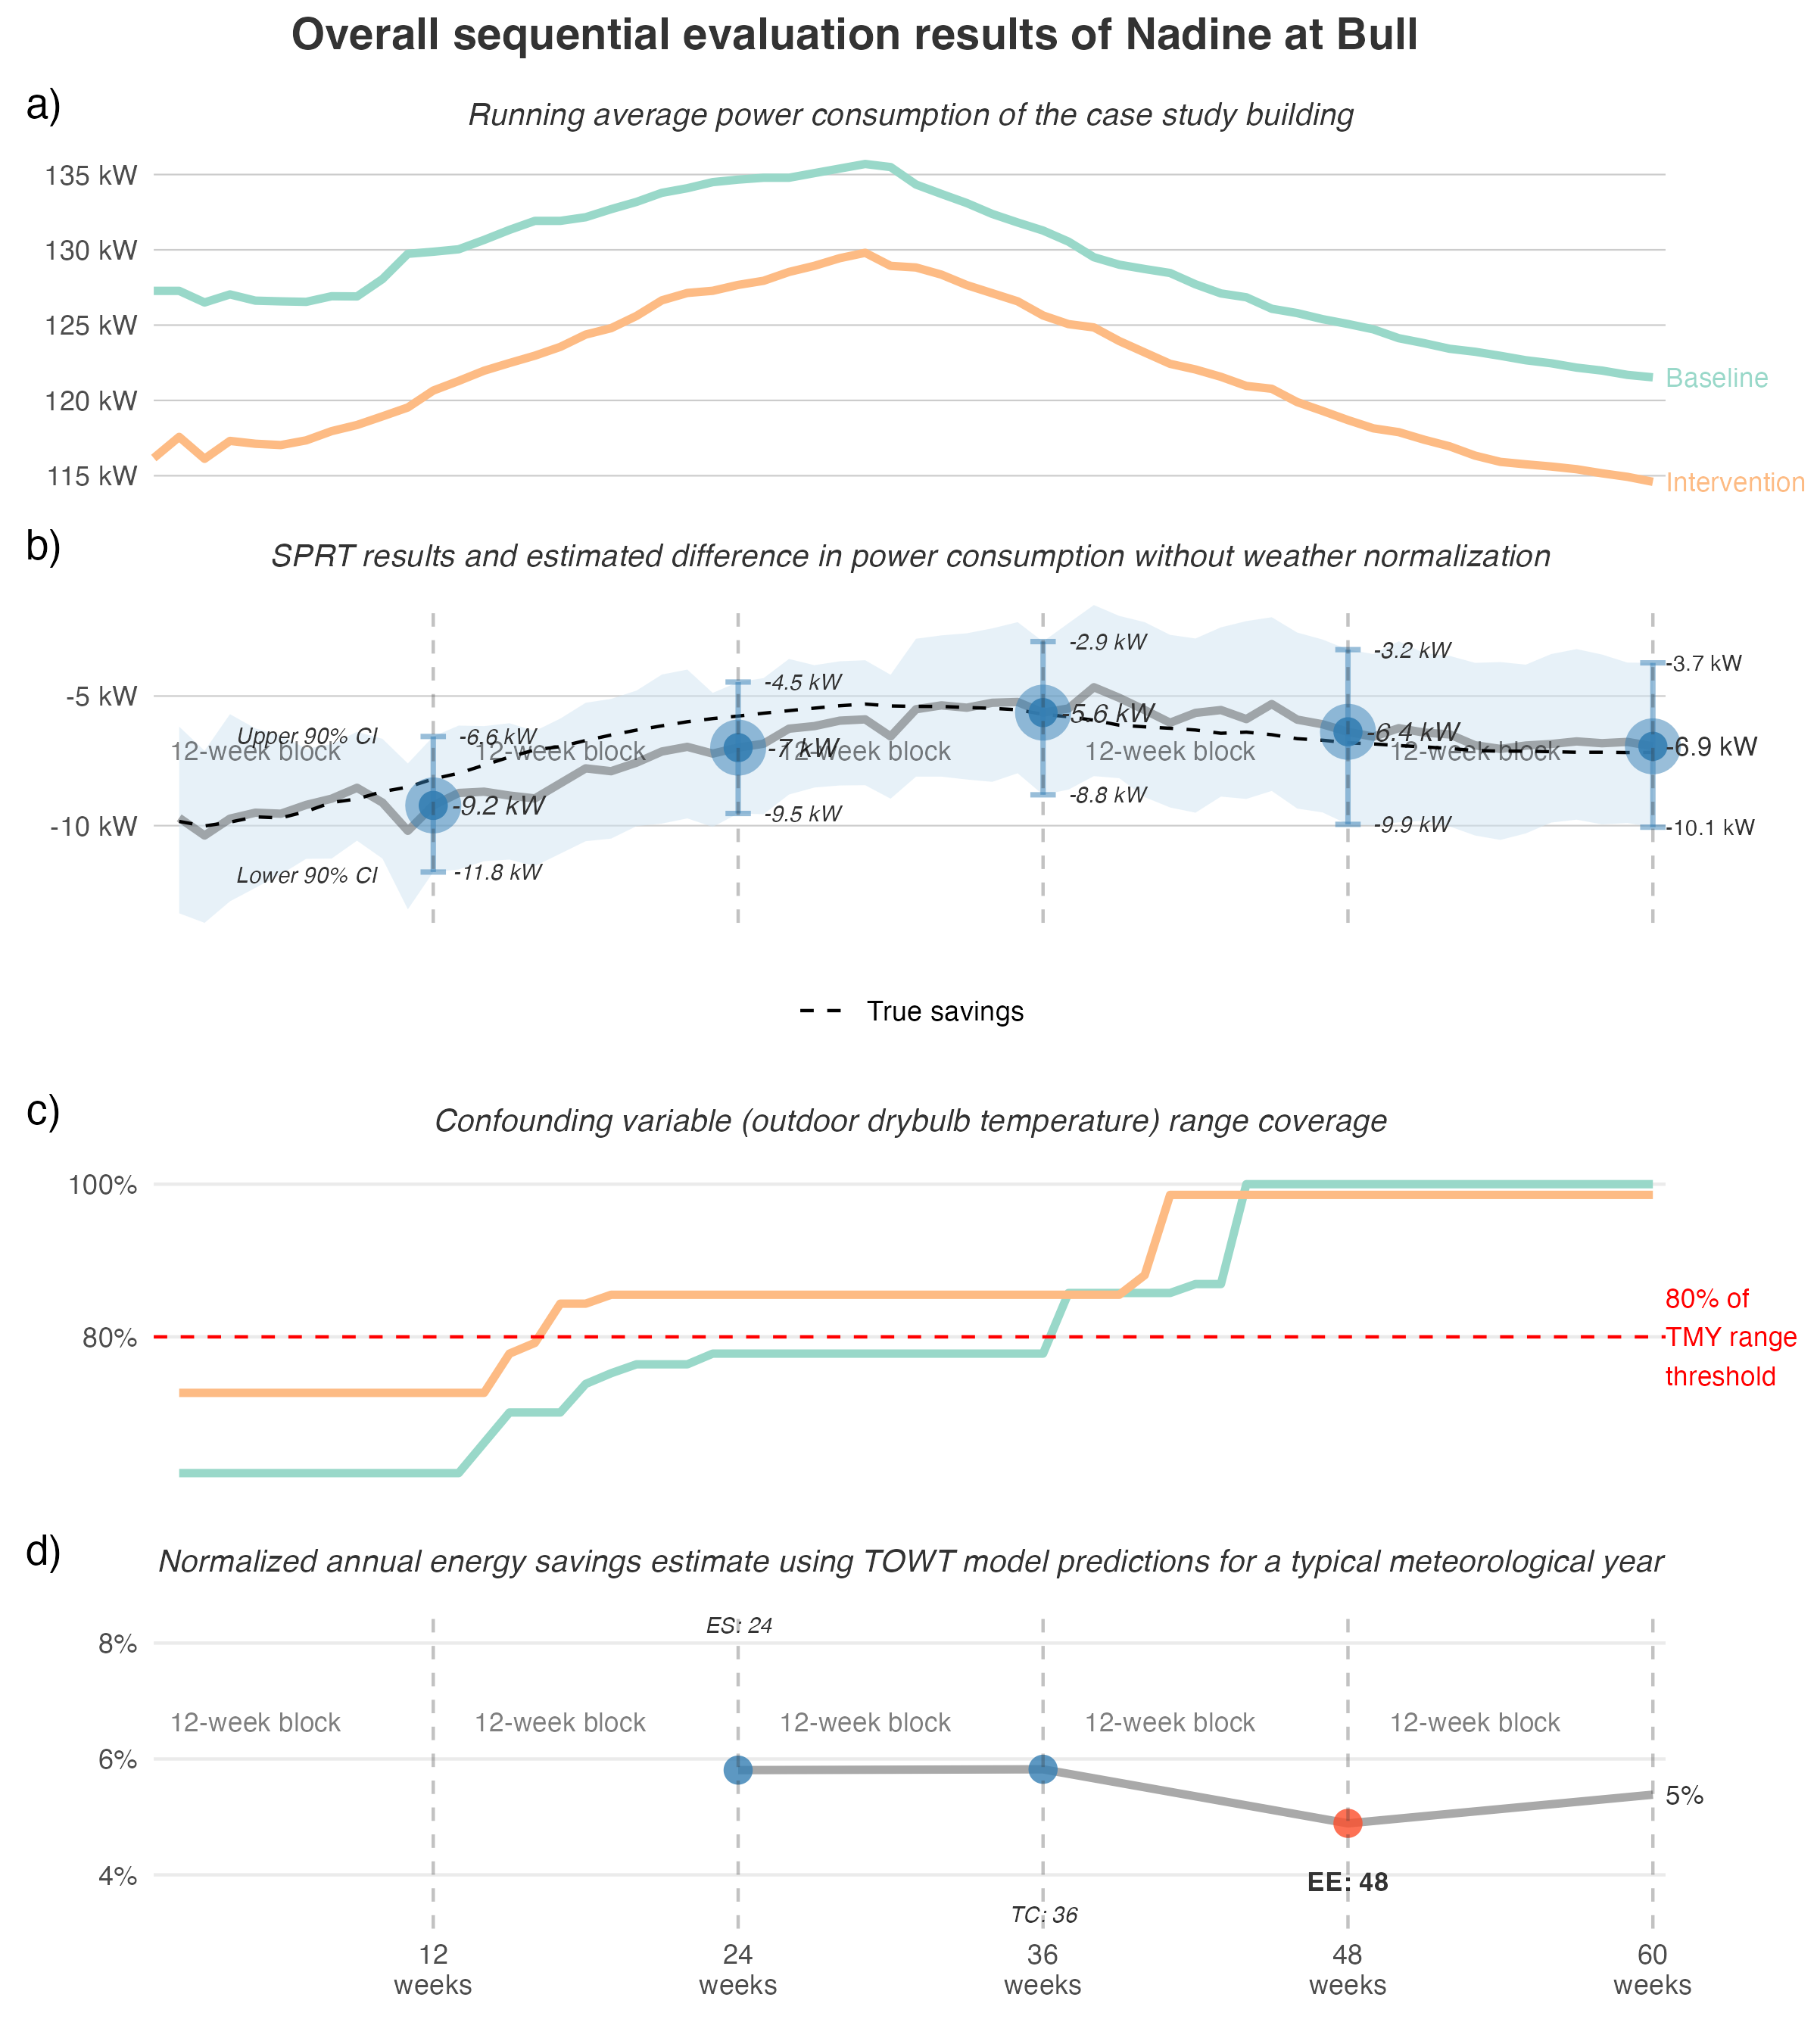 Overall sequential evaluation results of Nadine at Bull
a)
Running average power consumption of the case study building
135 kW
130 kW
125 kW
120 kW
115 kW
Baseline
Intervention
b)
SPRT results and estimated difference in power consumption without weather normalization
-5 kW
-10 kW
Upper 90% CI
Lower 90% CI
12-week block
12-week block
12-week block
12-week block
12-week block
-6.6 kW
-9.2 kW
-11.8 kW
-4.5 kW
-7 kW
-9.5 kW
-2.9 kW
-5.6 kW
-8.8 kW
-3.2 kW
-6.4 kW
-9.9 kW
-3.7 kW
-6.9 kW
-10.1 kW
True savings
c)
Confounding variable (outdoor drybulb temperature) range coverage
100%
80%
80% of
TMY range
threshold
d)
Normalized annual energy savings estimate using TOWT model predictions for a typical meteorological year
ES: 24
8%
6%
4%
12-week block
12-week block
12-week block
12-week block
12-week block
5%
EE: 48
TC: 36
12
weeks
24
weeks
36
weeks
48
weeks
60
weeks